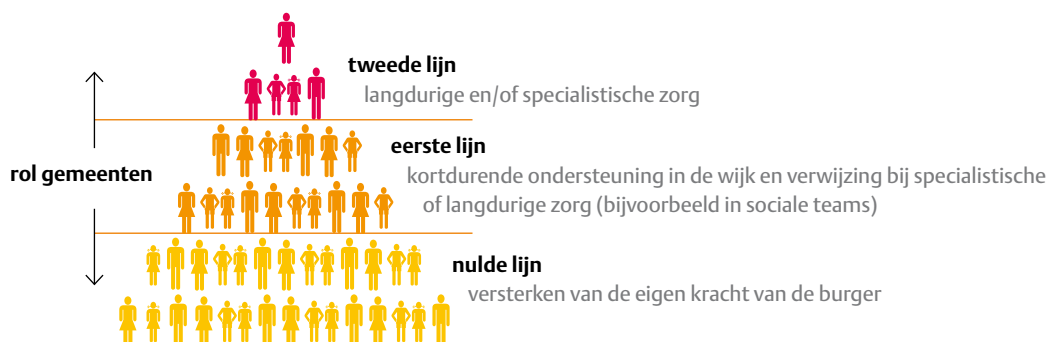 tweede lijn
langdurige en/of specialistische zorg
eerste lijn
rol gemeenten
kortdurende ondersteuning in de wijk en verwijzing bij specialistische
of langdurige zorg (bijvoorbeeld in sociale teams)
nulde lijn
versterken van de eigen kracht van de burger